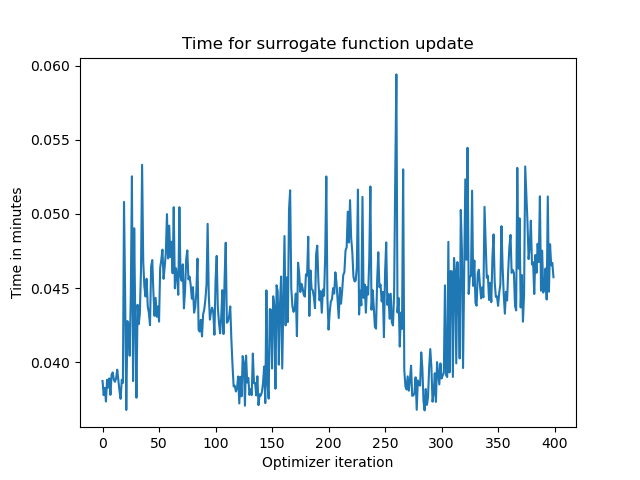 Time for surrogate function update
0.060
0.055
0.050
0.045
0.040
Time in minutes
0 50 100 150 200 250 300 350 400
Optimizer iteration